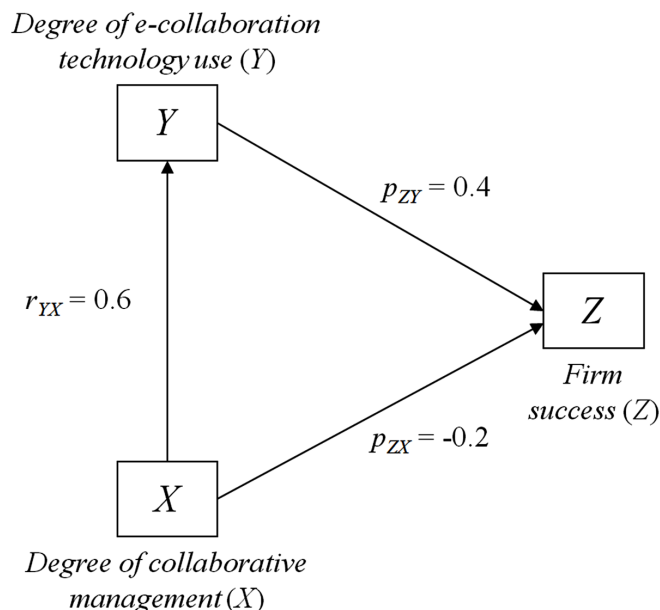 Degree of e-collaboration
technology use (Y)
Y
p_ZY = 0.4
r_YX = 0.6
Z
Firm
success (Z)
p_ZX = -0.2
X
Degree of collaborative
management (X)